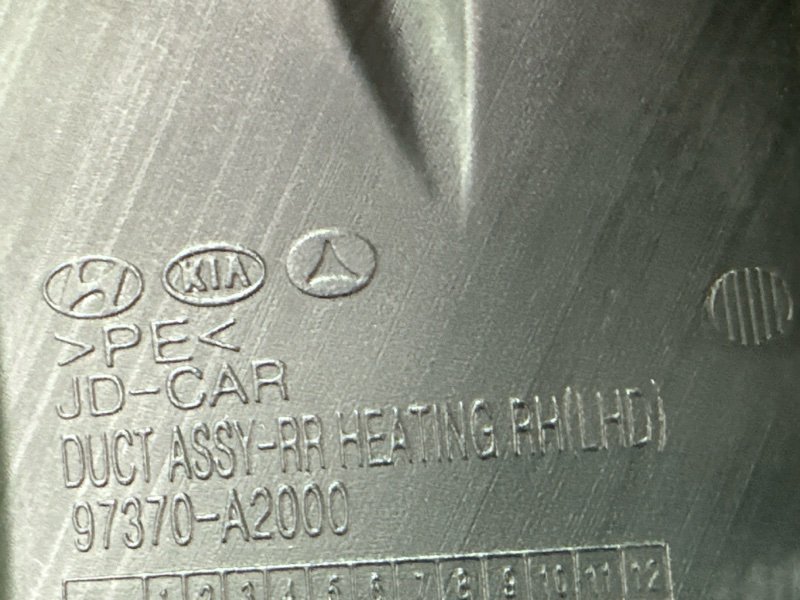 KIA
>PE<
JD-CAR
DUCT ASSY-RR HEATING RH(LHD)
97370-A2000
1 2 3 4 5 6 7 8 9 10 11 12